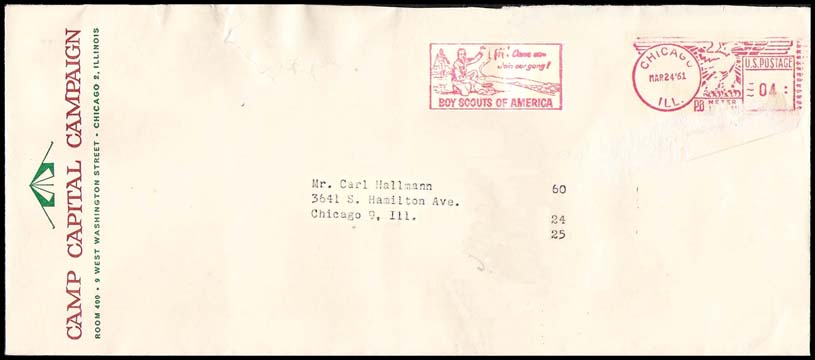 CAMP CAPITAL CAMPAIGN
ROOM 400 • 9 WEST WASHINGTON STREET • CHICAGO 2, ILLINOIS
Hi! Come on
Join our gang!
BOY SCOUTS OF AMERICA
CHICAGO
MAR 24 '61
ILL.
U.S. POSTAGE
04
PB METER
Mr. Carl Hallmann 60
3641 S. Hamilton Ave.
Chicago 9, Ill. 24
25